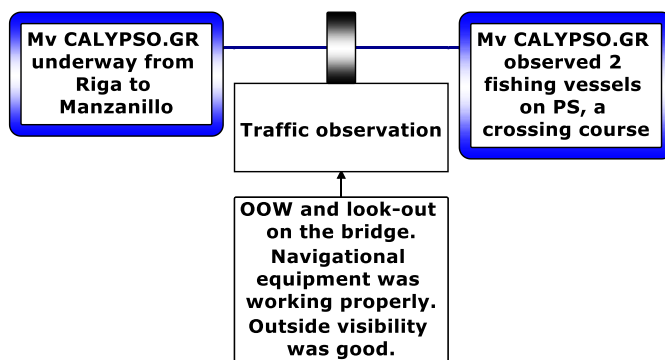 Mv CALYPSO.GR
underway from
Riga to
Manzanillo
Mv CALYPSO.GR
observed 2
fishing vessels
on PS, a
crossing course
Traffic observation
OOW and look-out
on the bridge.
Navigational
equipment was
working properly.
Outside visibility
was good.